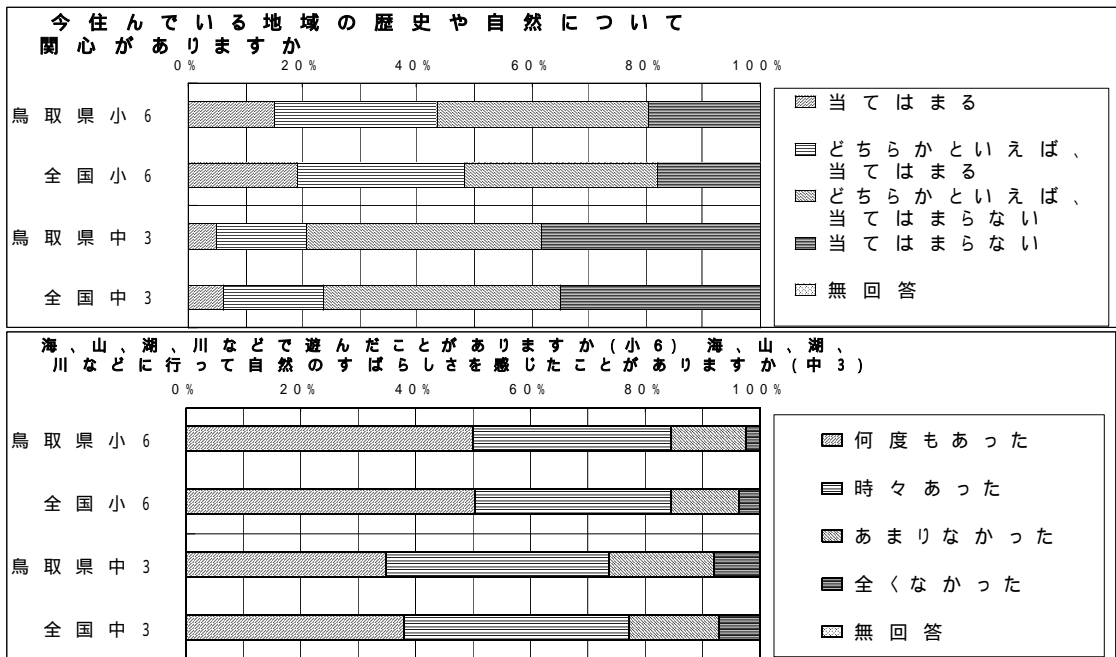 今住んでいる地域の歴史や自然について
関心がありますか
0% 20% 40% 60% 80% 100%
鳥取県小6
全国小6
鳥取県中3
全国中3
当てはまる
どちらかといえば、
当てはまる
どちらかといえば、
当てはまらない
当てはまらない
無回答
海、山、湖、川などで遊んだことがありますか(小6) 海、山、湖、
川などに行って自然のすばらしさを感じたことがありますか(中3)
0% 20% 40% 60% 80% 100%
鳥取県小6
全国小6
鳥取県中3
全国中3
何度もあった
時々あった
あまりなかった
全くなかった
無回答